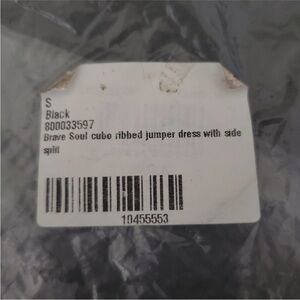 S
Black
800033597
Brave Soul cubo ribbed jumper dress with side
split
10455553